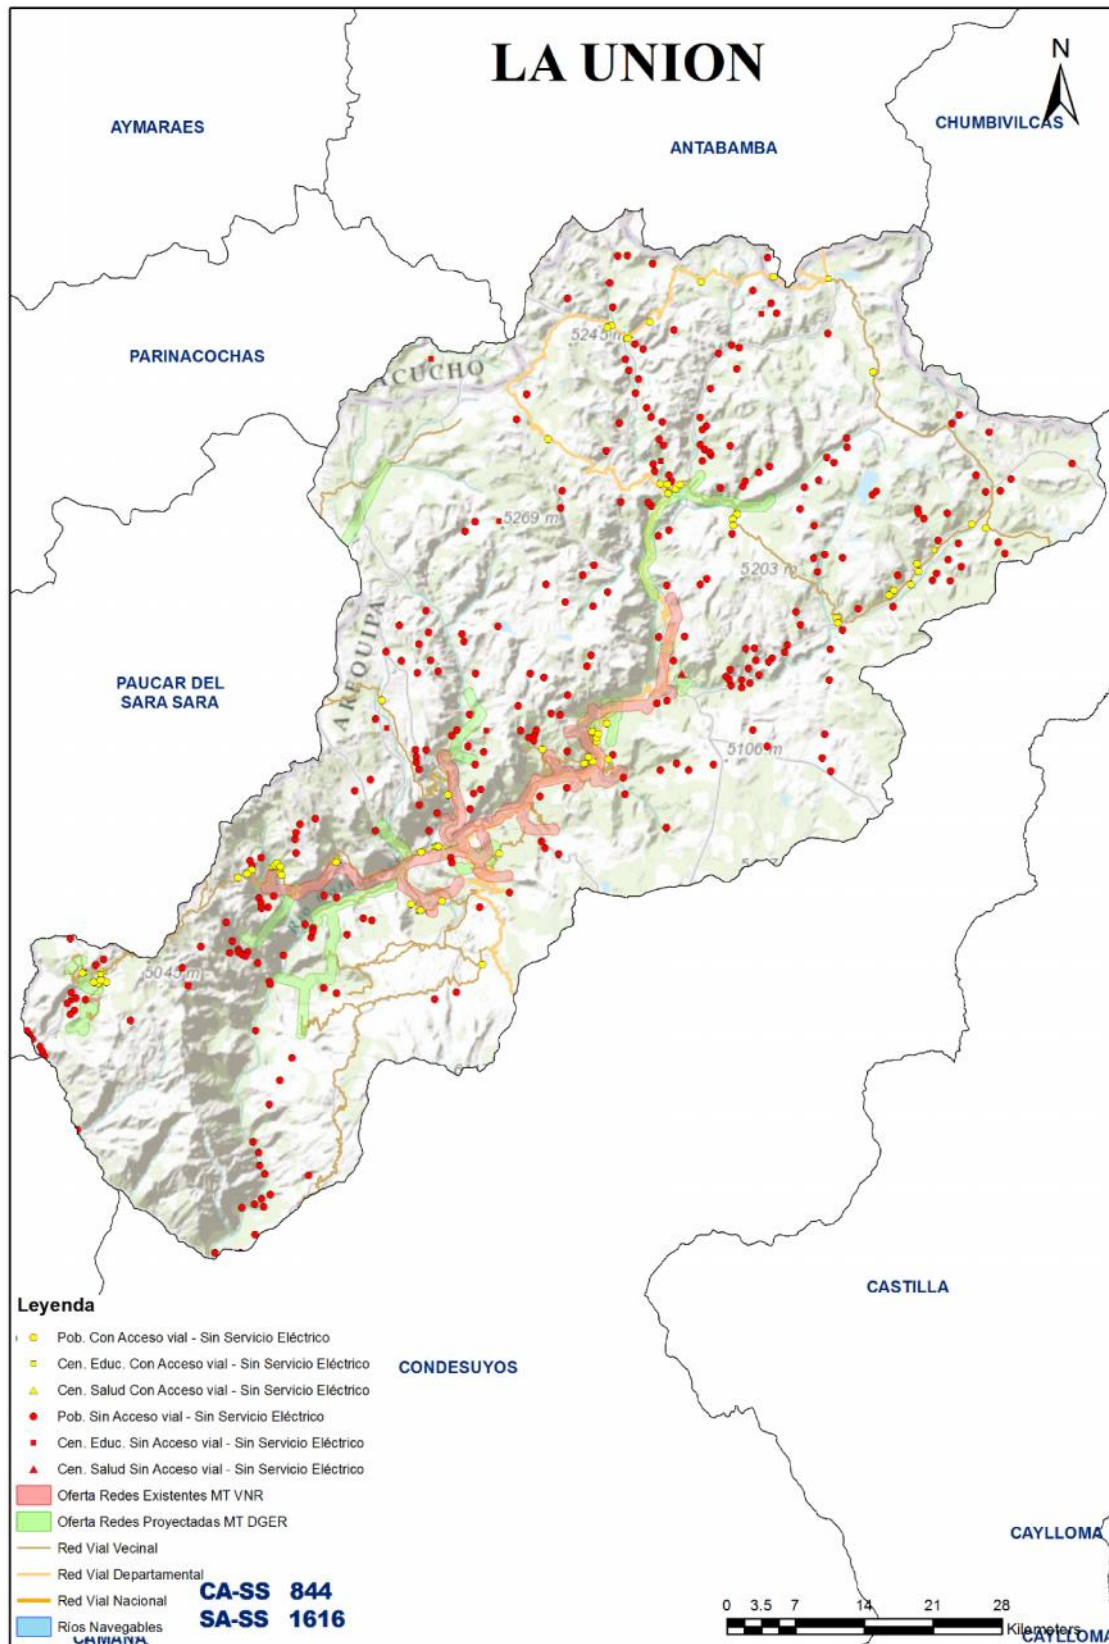 LA UNION
N
AYMARAES
CHUMBIVILCAS
ANTABAMBA
PARINACOCHAS
5245 m
ACUCHO
5269 m
5203 m
AREQUIPA
PAUCAR DEL
SARA SARA
5106 m
5045 m
CASTILLA
Leyenda
Pob. Con Acceso vial - Sin Servicio Eléctrico
Cen. Educ. Con Acceso vial - Sin Servicio Eléctrico
CONDESUYOS
Cen. Salud Con Acceso vial - Sin Servicio Eléctrico
Pob. Sin Acceso vial - Sin Servicio Eléctrico
Cen. Educ. Sin Acceso vial - Sin Servicio Eléctrico
Cen. Salud Sin Acceso vial - Sin Servicio Eléctrico
Oferta Redes Existentes MT VNR
Oferta Redes Proyectadas MT DGER
CAYLLOMA
Red Vial Vecinal
Red Vial Departamental
Red Vial Nacional
Ríos Navegables
CA-SS 844
SA-SS 1616
0 3.5 7 14 21 28
Kilometers
CAMANA
CAYLLOMA